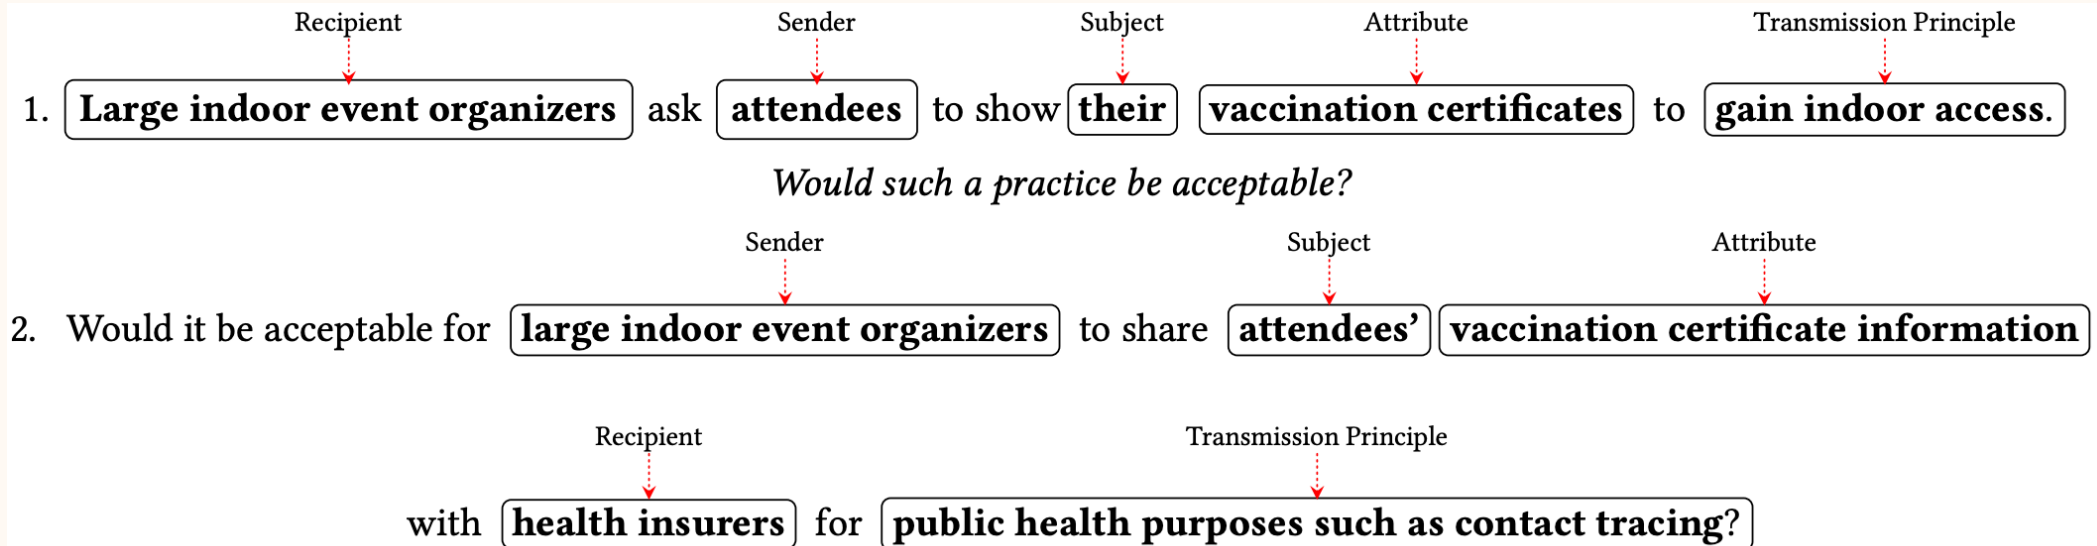 Recipient Sender Subject Attribute Transmission Principle
1. Large indoor event organizers ask attendees to show their vaccination certificates to gain indoor access.
Would such a practice be acceptable?
Sender Subject Attribute
2. Would it be acceptable for large indoor event organizers to share attendees’ vaccination certificate information
Recipient Transmission Principle
with health insurers for public health purposes such as contact tracing?